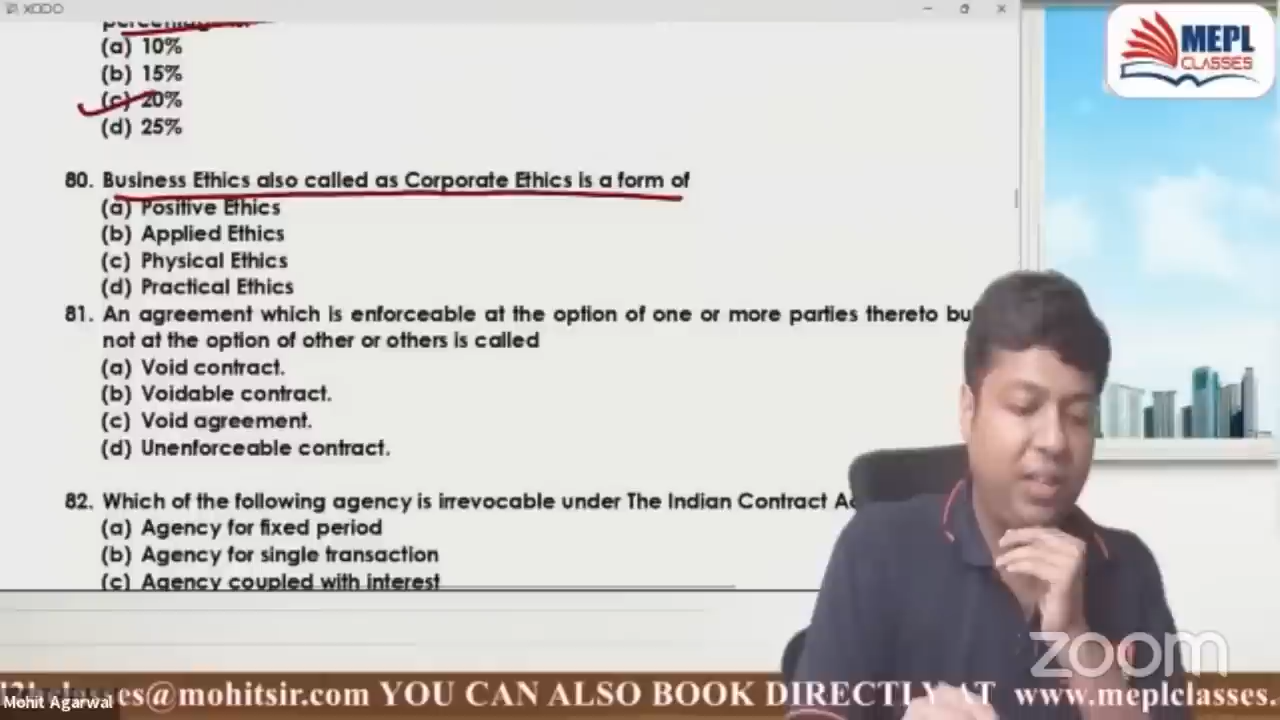 XODO
(a) 10%
(b) 15%
(c) 20%
(d) 25%
80. Business Ethics also called as Corporate Ethics is a form of
(a) Positive Ethics
(b) Applied Ethics
(c) Physical Ethics
(d) Practical Ethics
81. An agreement which is enforceable at the option of one or more parties thereto bu
not at the option of other or others is called
(a) Void contract.
(b) Voidable contract.
(c) Void agreement.
(d) Unenforceable contract.
82. Which of the following agency is irrevocable under The Indian Contract Ac
(a) Agency for fixed period
(b) Agency for single transaction
(c) Agency coupled with interest
MEPL
CLASSES
zoom
es@mohitsir.com YOU CAN ALSO BOOK DIRECTLY AT www.meplclasses.
Mohit Agarwal